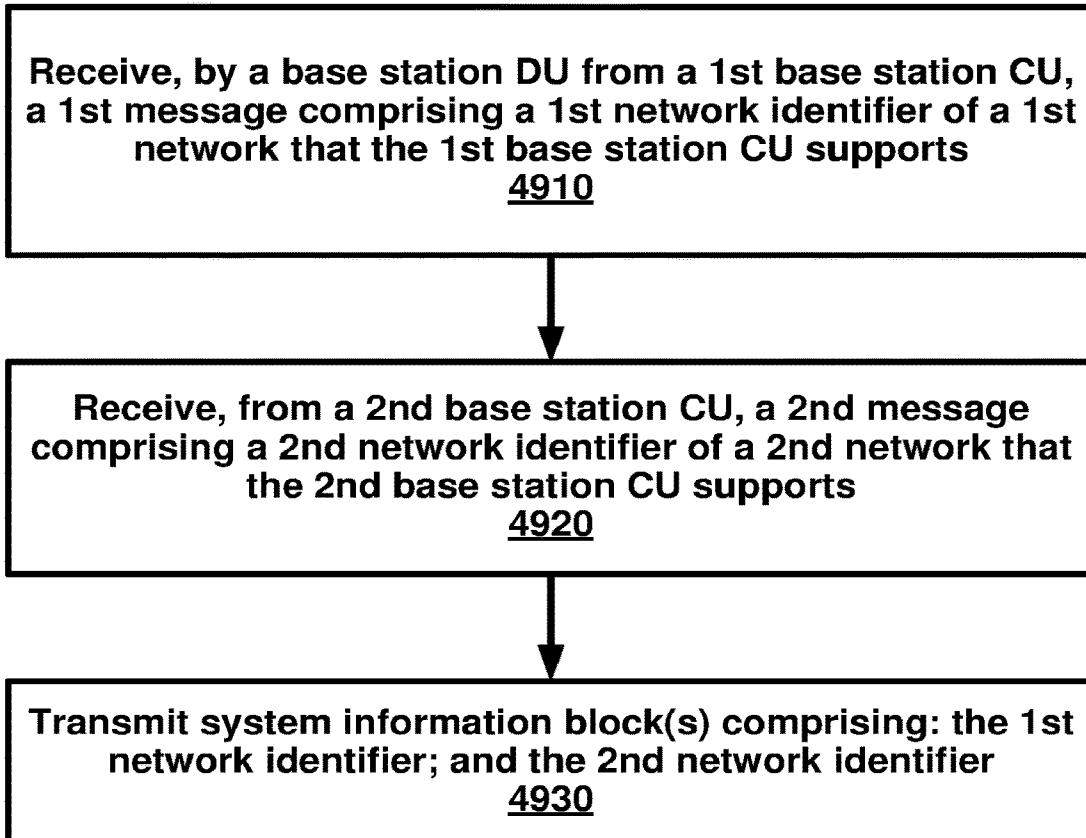 Receive, by a base station DU from a 1st base station CU,
a 1st message comprising a 1st network identifier of a 1st
network that the 1st base station CU supports
4910
Receive, from a 2nd base station CU, a 2nd message
comprising a 2nd network identifier of a 2nd network that
the 2nd base station CU supports
4920
Transmit system information block(s) comprising: the 1st
network identifier; and the 2nd network identifier
4930